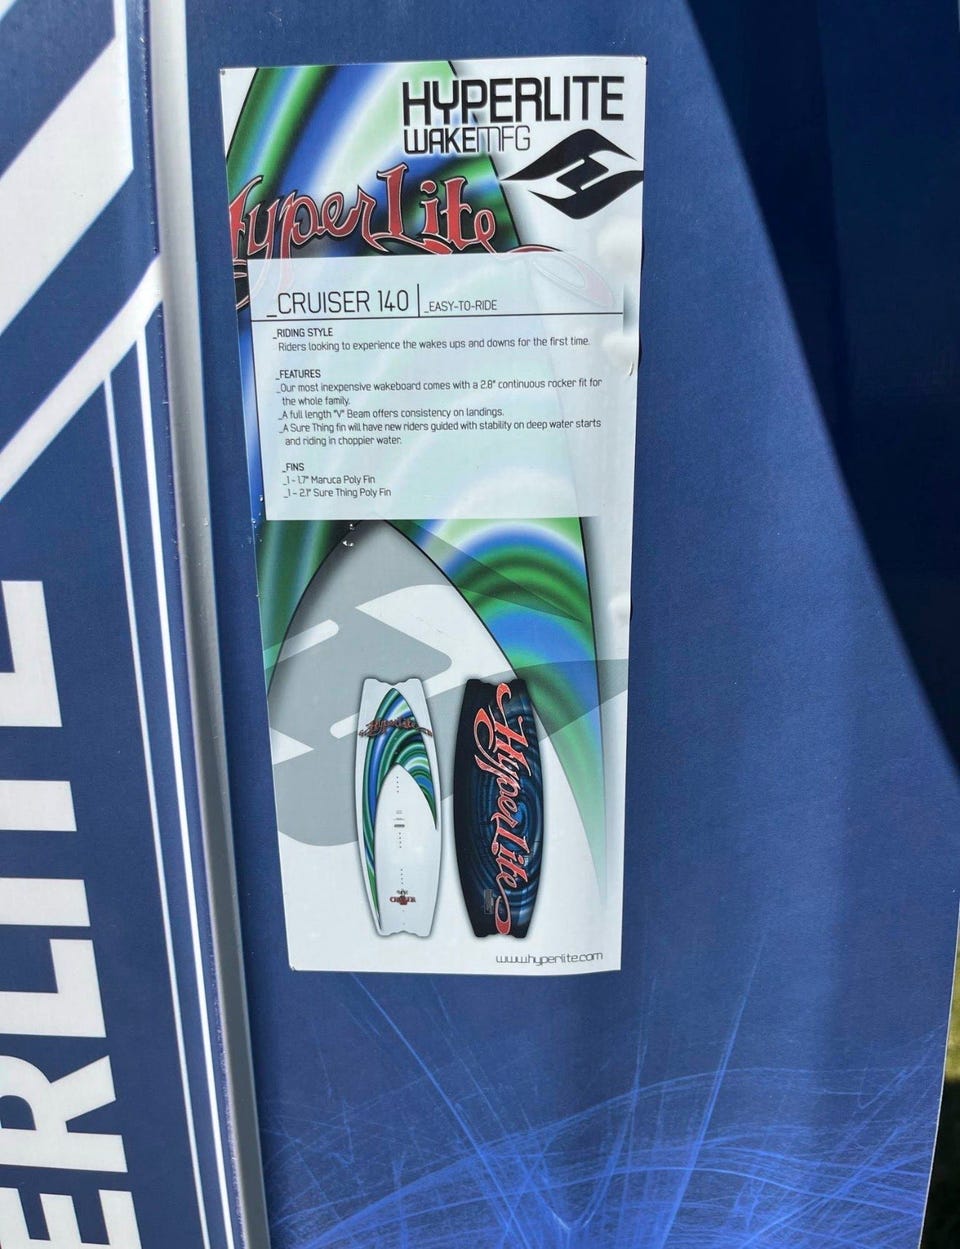 HYPERLITE
WAKEMFG
HyperLite
_CRUISER 140 | _EASY-TO-RIDE
_RIDING STYLE
Riders looking to experience the wakes ups and downs for the first time.
_FEATURES
_Our most inexpensive wakeboard comes with a 2.8" continuous rocker fit for
the whole family.
_A full length "V" Beam offers consistency on landings.
_A Sure Thing fin will have new riders guided with stability on deep water starts
and riding in choppier water.
_FINS
_1 - 1.7" Maruca Poly Fin
_1 - 2.1" Sure Thing Poly Fin
HyperLite
CRUISER
HyperLite
www.hyperlite.com
ERLITE